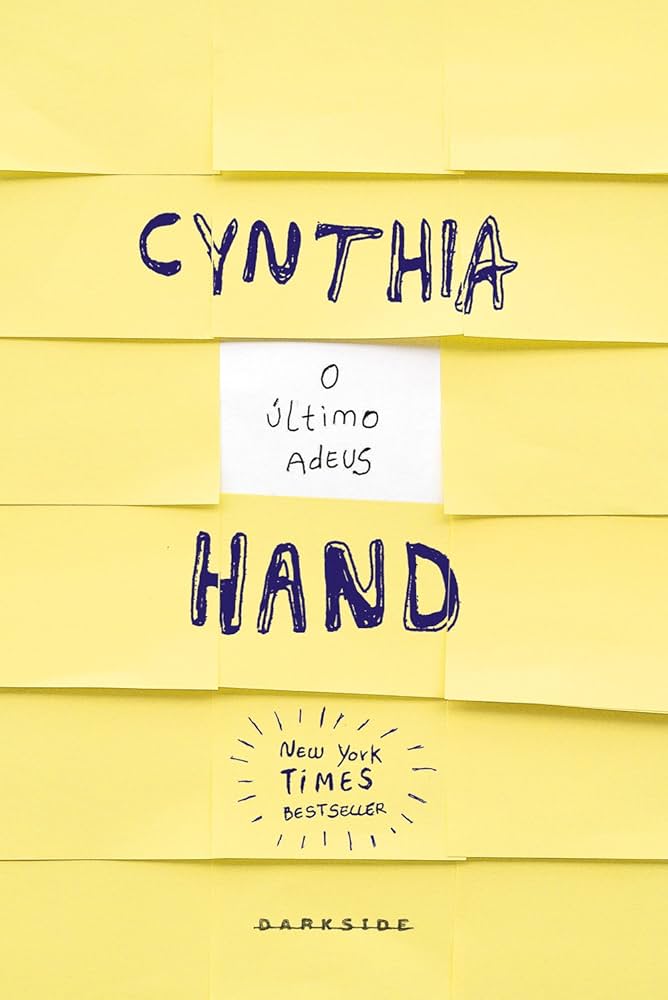 CYNTHIA
O
último
AdEUS
HAND
New York
TiMES
BESTSELLER
DARKSIDE